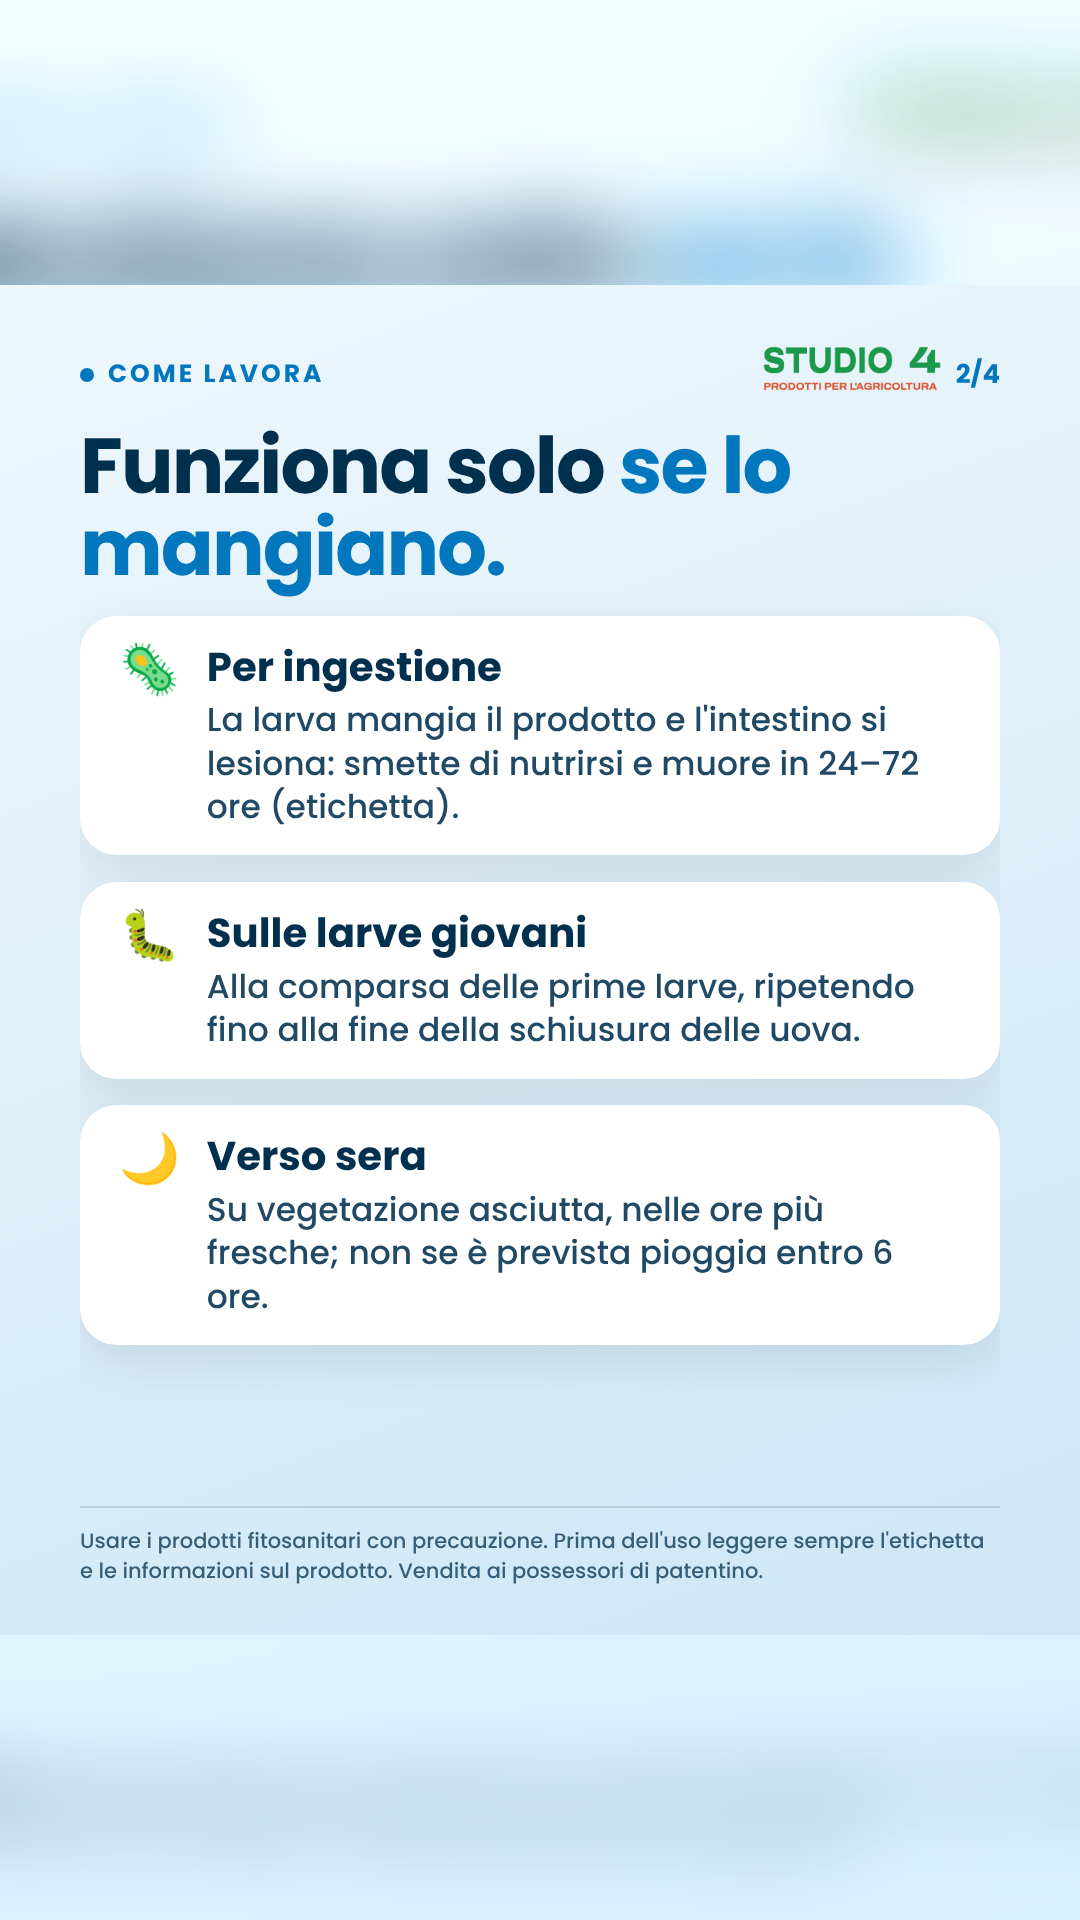 COME LAVORA
STUDIO 4
PRODOTTI PER L'AGRICOLTURA
2/4
Funziona solo se lo
mangiano.
Per ingestione
La larva mangia il prodotto e l'intestino si
lesiona: smette di nutrirsi e muore in 24–72
ore (etichetta).
Sulle larve giovani
Alla comparsa delle prime larve, ripetendo
fino alla fine della schiusura delle uova.
Verso sera
Su vegetazione asciutta, nelle ore più
fresche; non se è prevista pioggia entro 6
ore.
Usare i prodotti fitosanitari con precauzione. Prima dell'uso leggere sempre l'etichetta
e le informazioni sul prodotto. Vendita ai possessori di patentino.